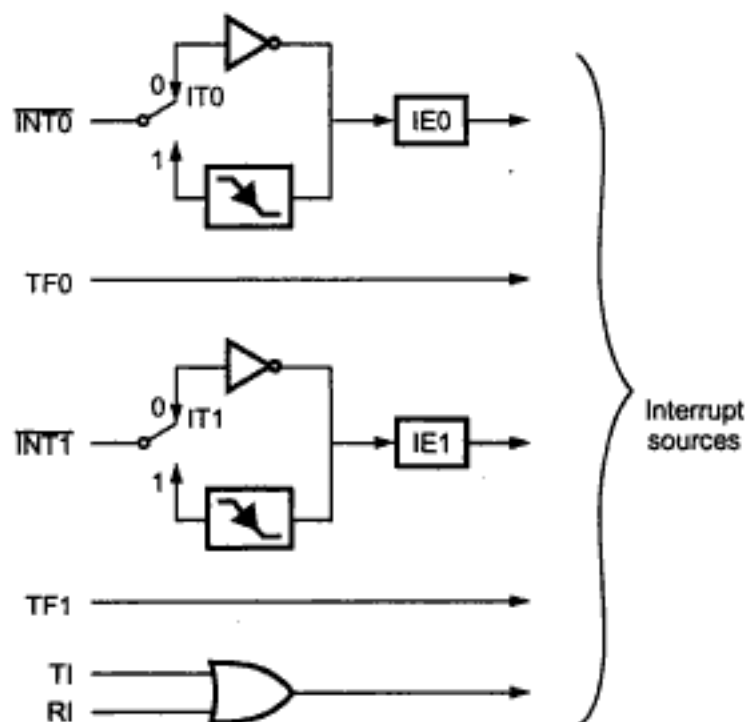 0
IT0
INT0
IE0
1
TF0
0
IT1
INT1
IE1
1
Interrupt
sources
TF1
TI
RI